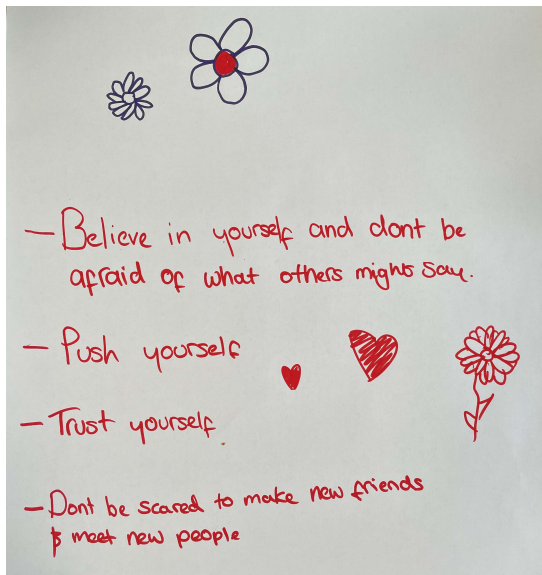 - Believe in yourself and dont be
afraid of what others might say.
- Push yourself
- Trust yourself
- Dont be scared to make new friends
& meet new people